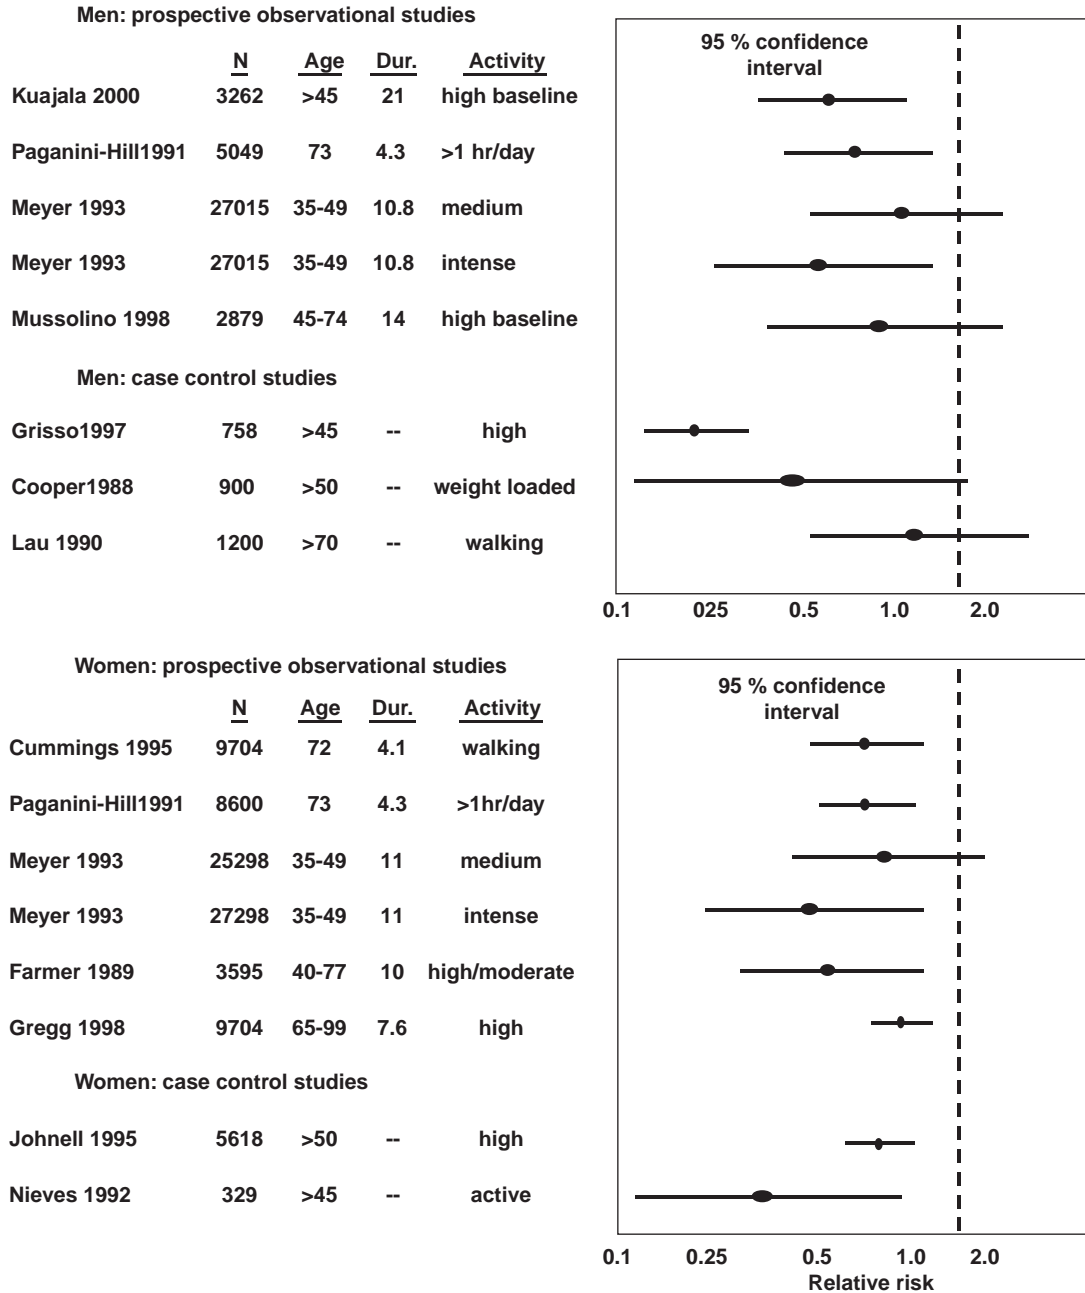 Men: prospective observational studies
N Age Dur. Activity
95 % confidence
interval
Kuajala 2000 3262 >45 21 high baseline
Paganini-Hill1991 5049 73 4.3 >1 hr/day
Meyer 1993 27015 35-49 10.8 medium
Meyer 1993 27015 35-49 10.8 intense
Mussolino 1998 2879 45-74 14 high baseline
Men: case control studies
Grisso1997 758 >45 -- high
Cooper1988 900 >50 -- weight loaded
Lau 1990 1200 >70 -- walking
0.1 025 0.5 1.0 2.0
Women: prospective observational studies
N Age Dur. Activity
95 % confidence
interval
Cummings 1995 9704 72 4.1 walking
Paganini-Hill1991 8600 73 4.3 >1hr/day
Meyer 1993 25298 35-49 11 medium
Meyer 1993 27298 35-49 11 intense
Farmer 1989 3595 40-77 10 high/moderate
Gregg 1998 9704 65-99 7.6 high
Women: case control studies
Johnell 1995 5618 >50 -- high
Nieves 1992 329 >45 -- active
0.1 0.25 0.5 1.0 2.0
Relative risk